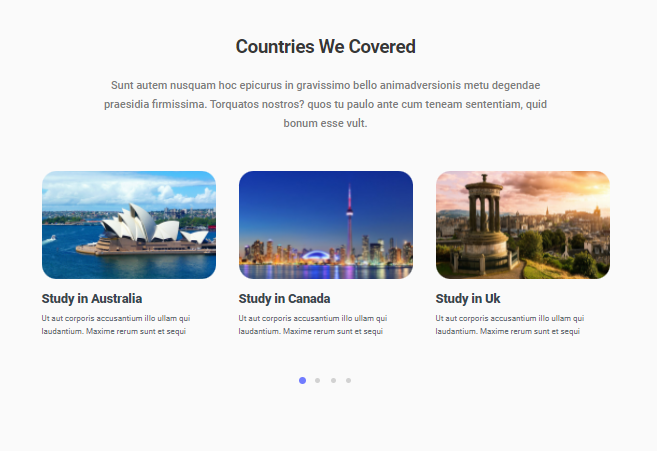 Countries We Covered
Sunt autem nusquam hoc epicurus in gravissimo bello animadversionis metu degendae
praesidia firmissima. Torquatos nostros? quos tu paulo ante cum teneam sententiam, quid
bonum esse vult.
Study in Australia
Ut aut corporis accusantium illo ullam qui
laudantium. Maxime rerum sunt et sequi
Study in Canada
Ut aut corporis accusantium illo ullam qui
laudantium. Maxime rerum sunt et sequi
Study in Uk
Ut aut corporis accusantium illo ullam qui
laudantium. Maxime rerum sunt et sequi